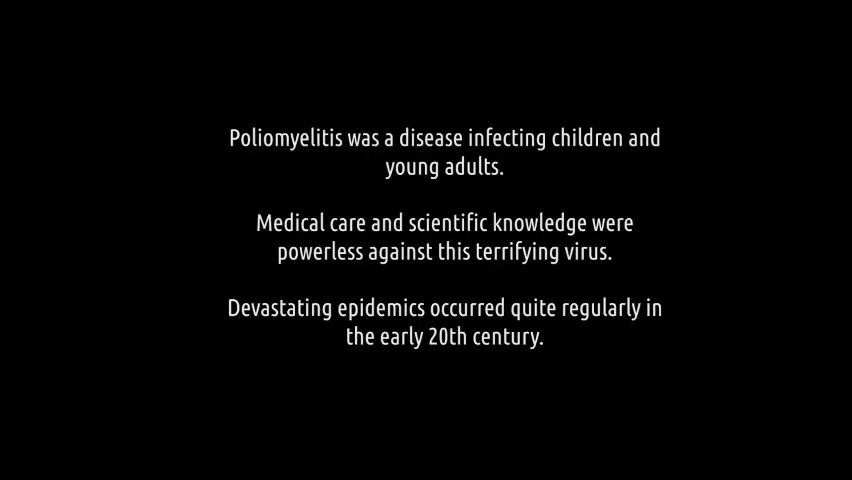 Poliomyelitis was a disease infecting children and
young adults.
Medical care and scientific knowledge were
powerless against this terrifying virus.
Devastating epidemics occurred quite regularly in
the early 20th century.